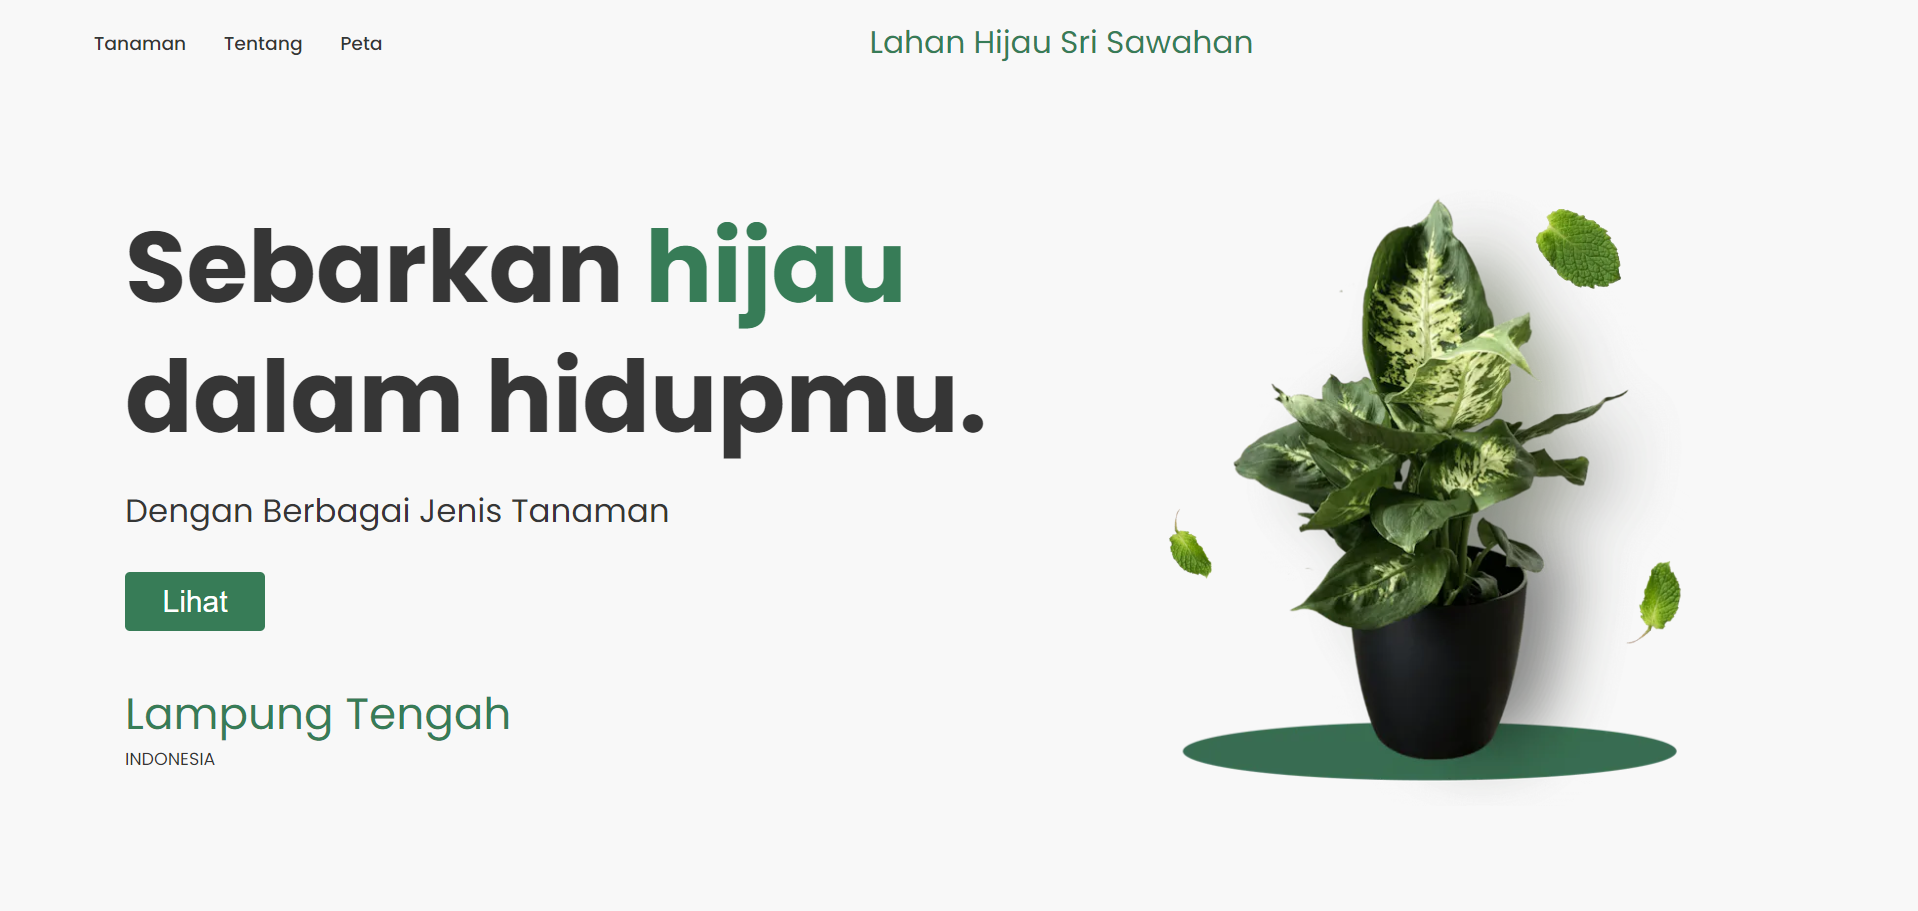 Tanaman Tentang Peta Lahan Hijau Sri Sawahan
Sebarkan hijau
dalam hidupmu.
Dengan Berbagai Jenis Tanaman
Lihat
Lampung Tengah
INDONESIA